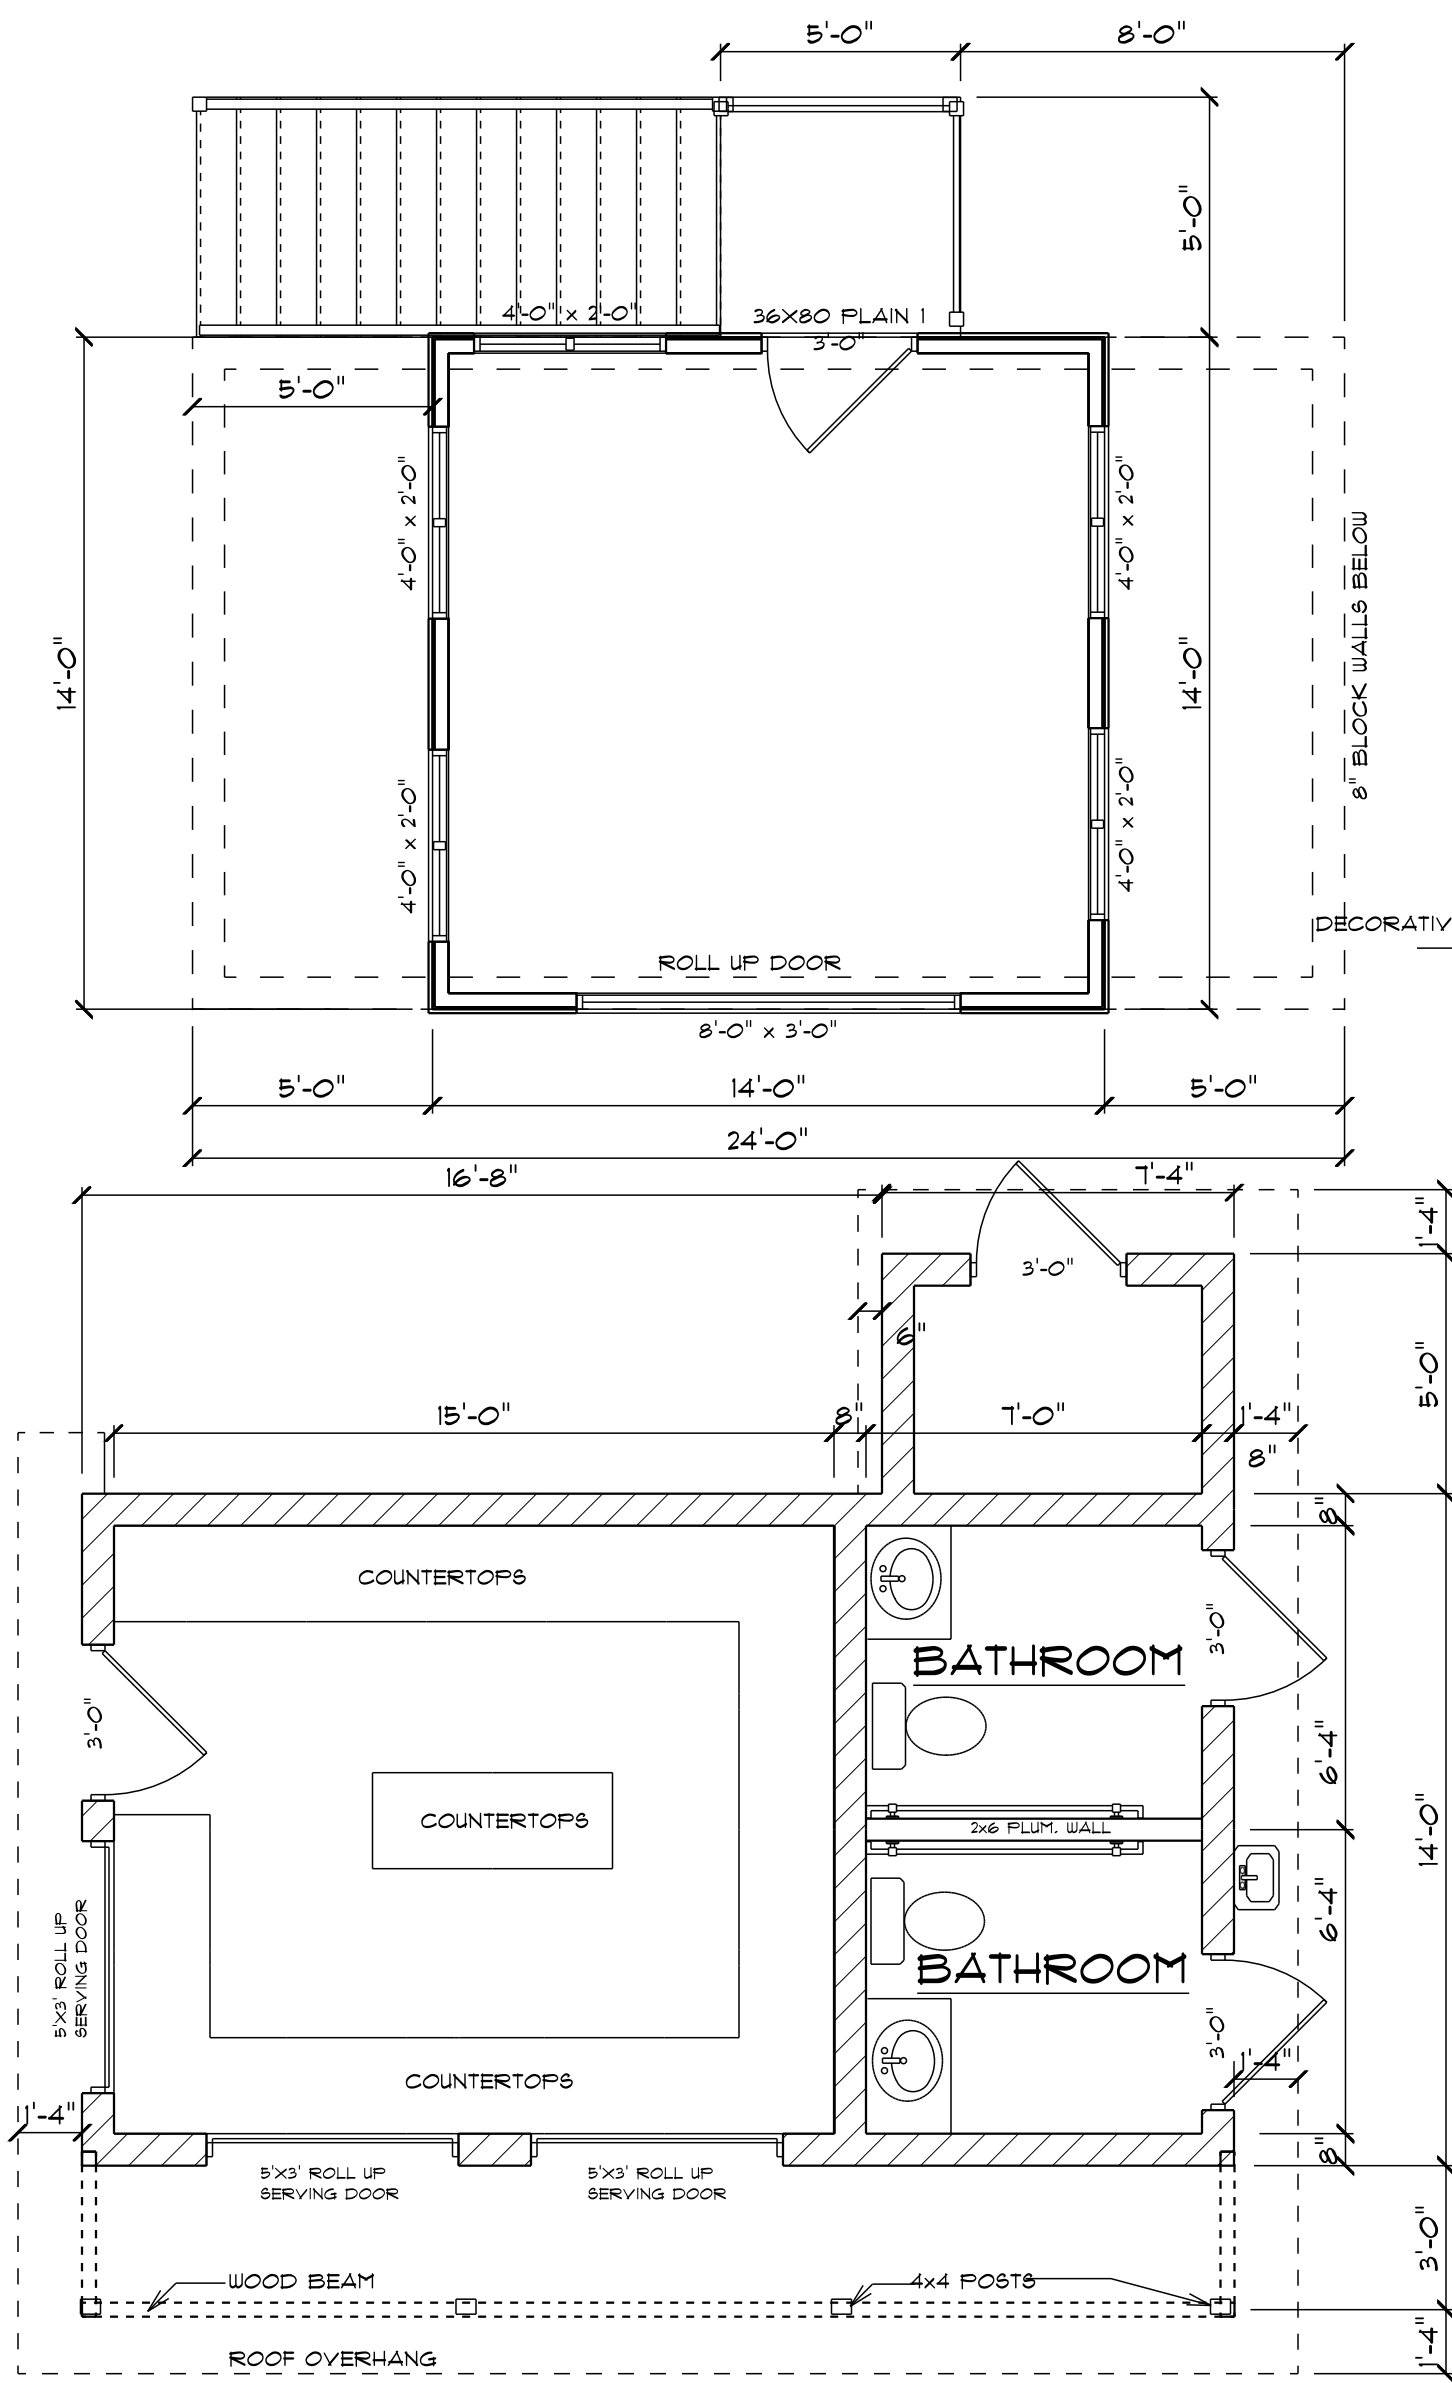 5'-0"
8'-0"
5'-0"
4'-0" x 2'-0"
36X80 PLAIN 1
3'-0"
5'-0"
4'-0" x 2'-0"
4'-0" x 2'-0"
8" BLOCK WALLS BELOW
14'-0"
14'-0"
4'-0" x 2'-0"
4'-0" x 2'-0"
DECORATIV
ROLL UP DOOR
8'-0" x 3'-0"
5'-0"
14'-0"
5'-0"
24'-0"
16'-8"
7'-4"
1'-4"
3'-0"
6"
5'-0"
15'-0"
8"
7'-0"
1'-4"
8"
8"
COUNTERTOPS
3'-0"
BATHROOM
3'-0"
6'-4"
COUNTERTOPS
2x6 PLUM. WALL
14'-0"
6'-4"
5'X3' ROLL UP
SERVING DOOR
BATHROOM
3'-0"
1'-4"
COUNTERTOPS
1'-4"
8"
5'X3' ROLL UP
SERVING DOOR
5'X3' ROLL UP
SERVING DOOR
3'-0"
WOOD BEAM
4x4 POSTS
ROOF OVERHANG
1'-4"